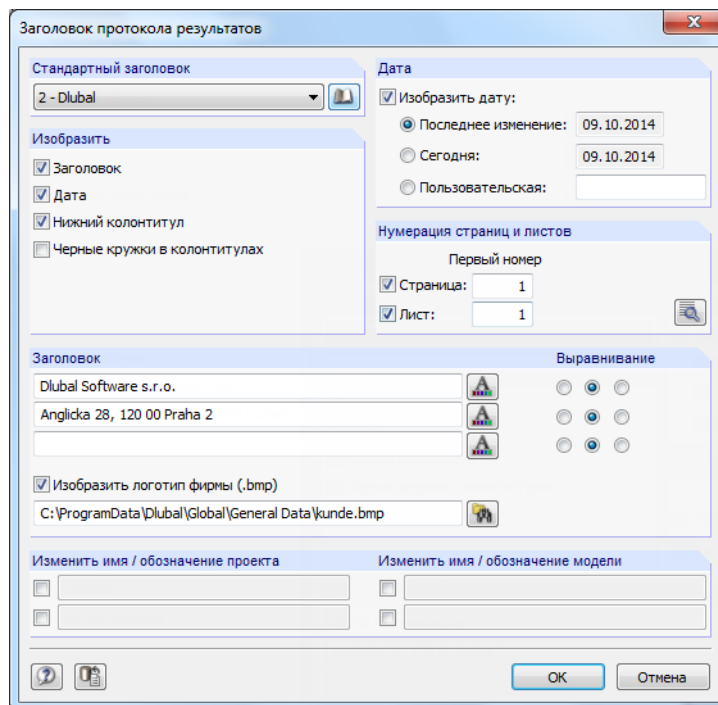 Заголовок протокола результатов
Стандартный заголовок
2 - Dlubal
Изобразить
Заголовок
Дата
Нижний колонтитул
Черные кружки в колонтитулах
Дата
Изобразить дату:
Последнее изменение: 09.10.2014
Сегодня: 09.10.2014
Пользовательская:
Нумерация страниц и листов
Первый номер
Страница: 1
Лист: 1
Заголовок Выравнивание
Dlubal Software s.r.o.
Anglicka 28, 120 00 Praha 2
Изобразить логотип фирмы (.bmp)
C:\ProgramData\Dlubal\Global\General Data\kunde.bmp
Изменить имя / обозначение проекта
Изменить имя / обозначение модели
OK Отмена